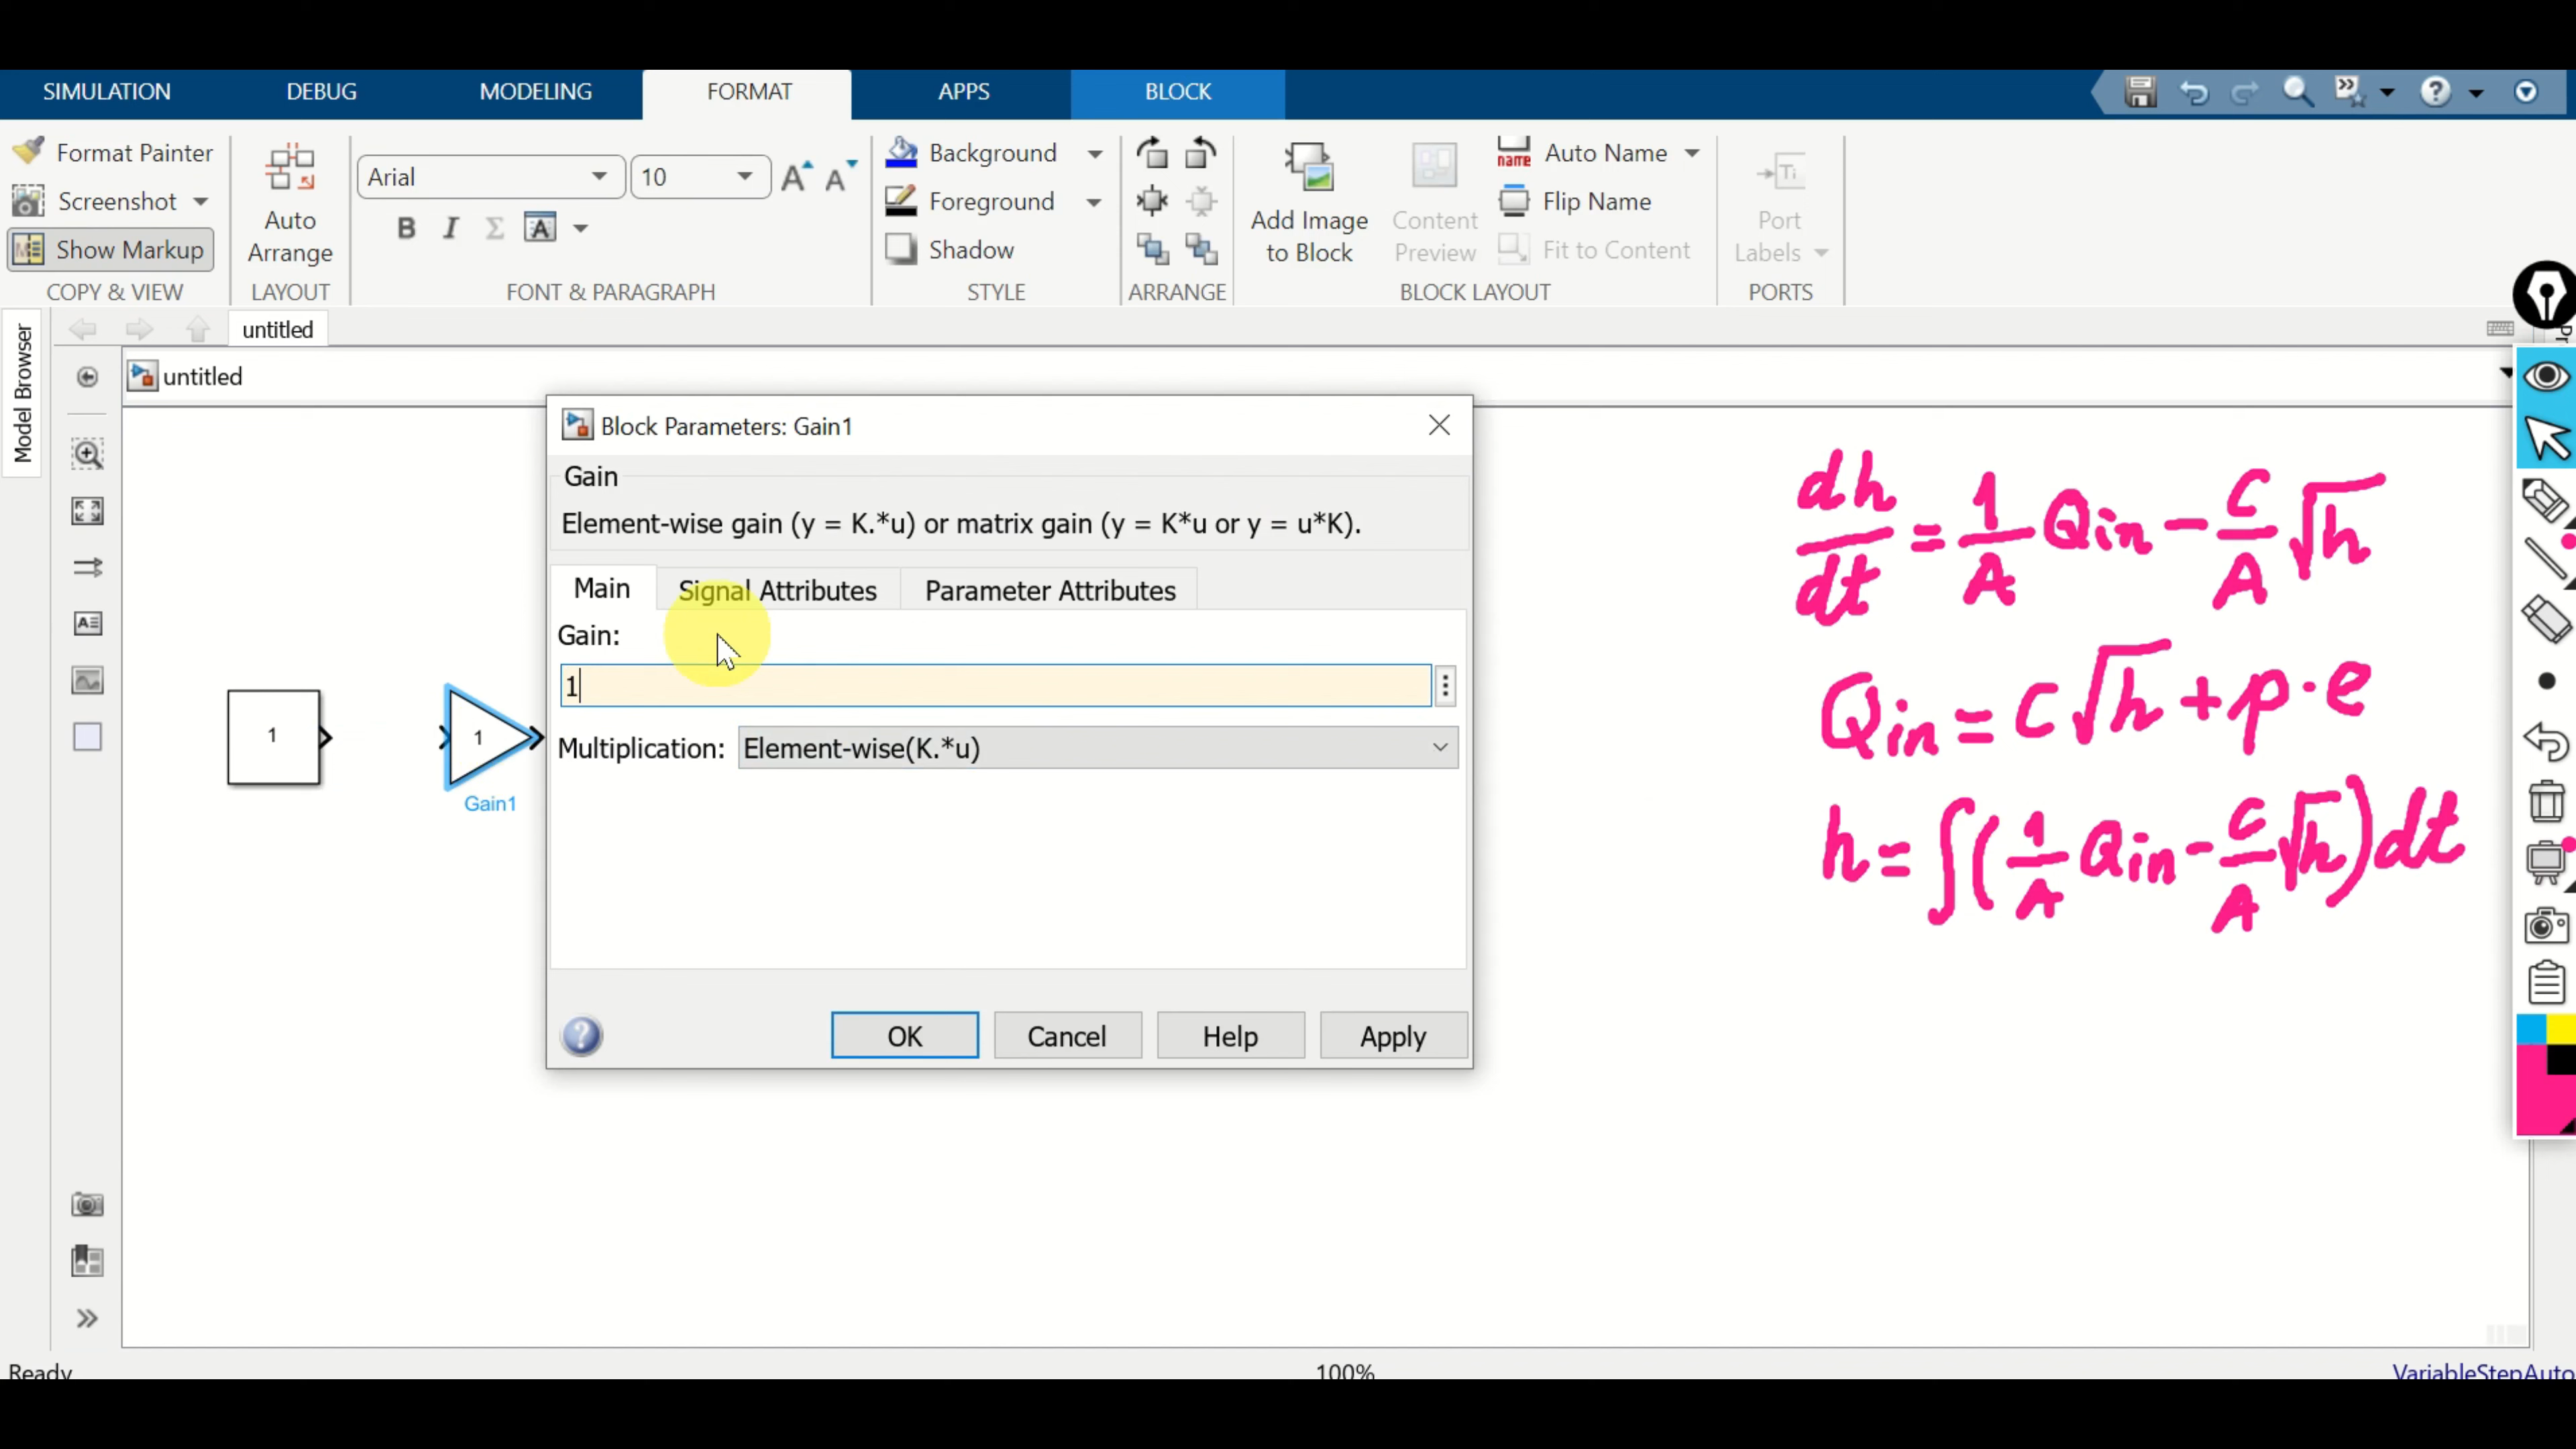 SIMULATION DEBUG MODELING FORMAT APPS BLOCK
Format Painter
Screenshot
Show Markup
COPY & VIEW
Auto
Arrange
LAYOUT
Arial 10
B I Σ A
FONT & PARAGRAPH
Background
Foreground
Shadow
STYLE
ARRANGE
Add Image
to Block
Content
Preview
name Auto Name
Flip Name
Fit to Content
BLOCK LAYOUT
Port
Labels
PORTS
Model Browser
untitled
untitled
Block Parameters: Gain1
Gain
Element-wise gain (y = K.*u) or matrix gain (y = K*u or y = u*K).
Main Signal Attributes Parameter Attributes
Gain:
1
Multiplication: Element-wise(K.*u)
OK Cancel Help Apply
1
1
Gain1
dh/dt = 1/A Qin - C/A √h
Qin = C√h + p·e
h = ∫(1/A Qin - C/A √h)dt
Ready 100% VariableStepAuto